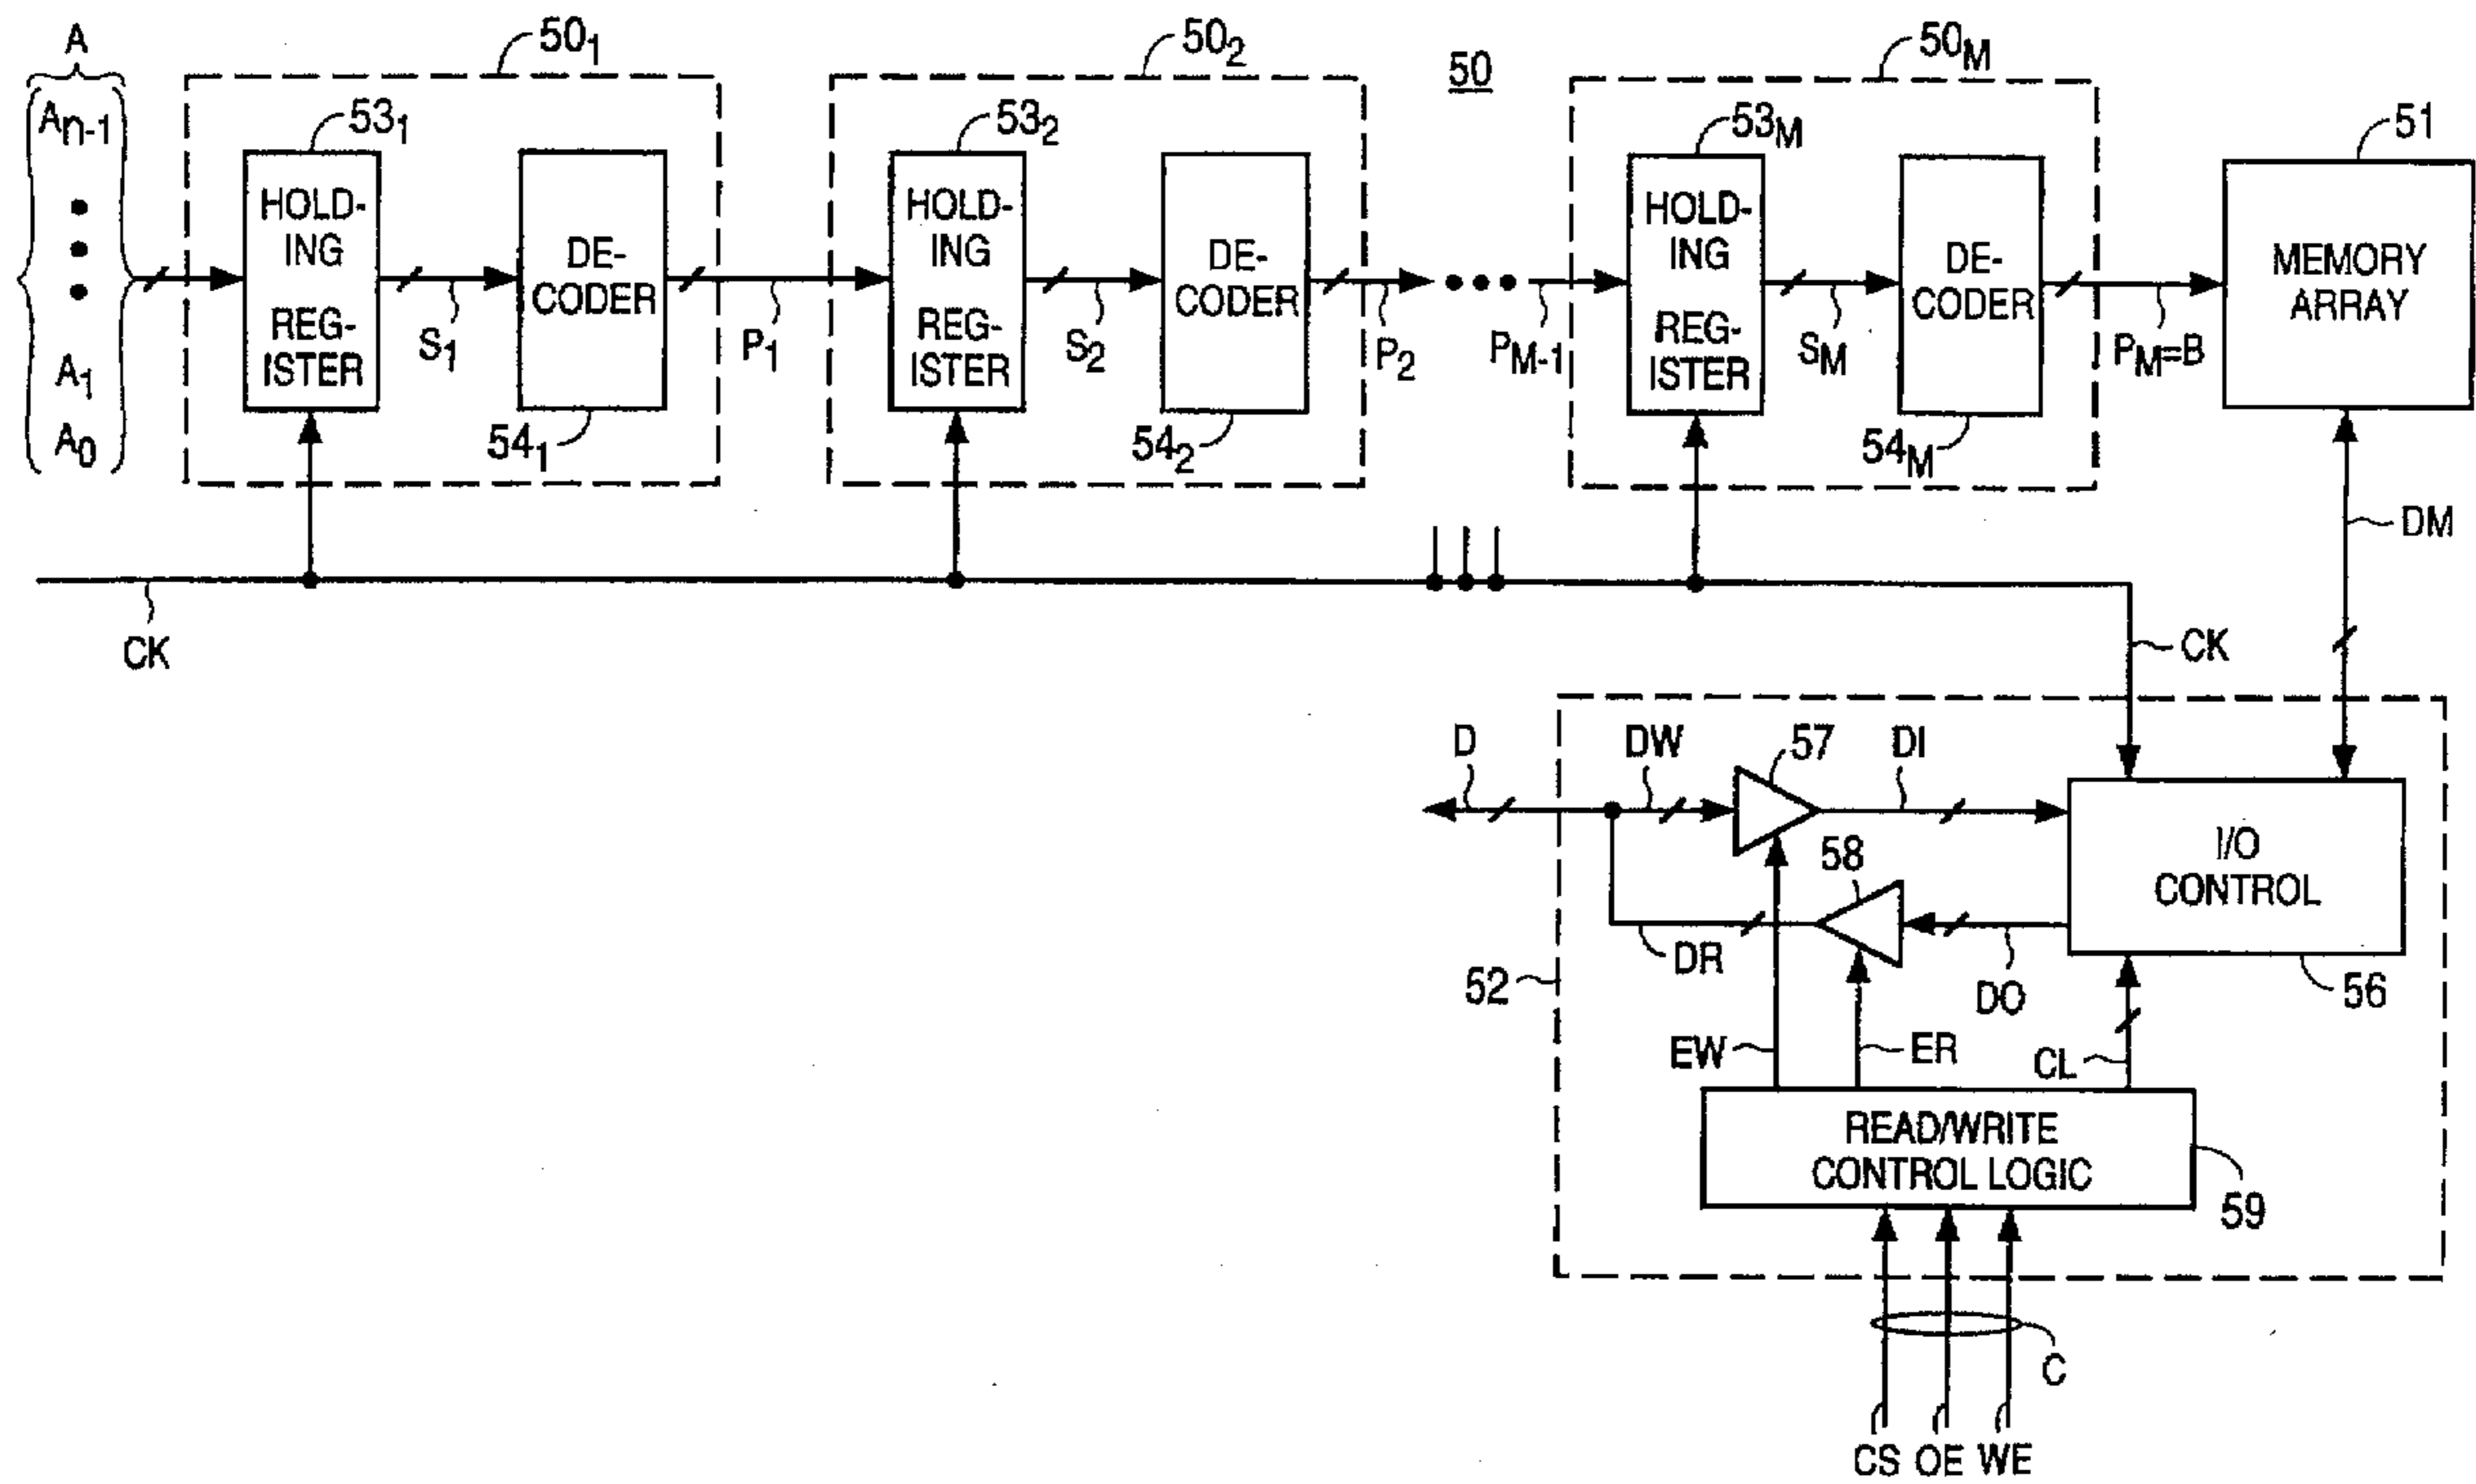 A
An-1
A1
A0
501
531
HOLD-
ING
REG-
ISTER
S1
DE-
CODER
541
P1
502
532
HOLD-
ING
REG-
ISTER
S2
DE-
CODER
542
P2
50
PM-1
50M
53M
HOLD-
ING
REG-
ISTER
SM
DE-
CODER
54M
PM=B
51
MEMORY
ARRAY
DM
CK
CK
D
DW
57
DI
58
I/O
CONTROL
DR
DO
56
52
EW
ER
CL
READ/WRITE
CONTROL LOGIC
59
C
CS OE WE